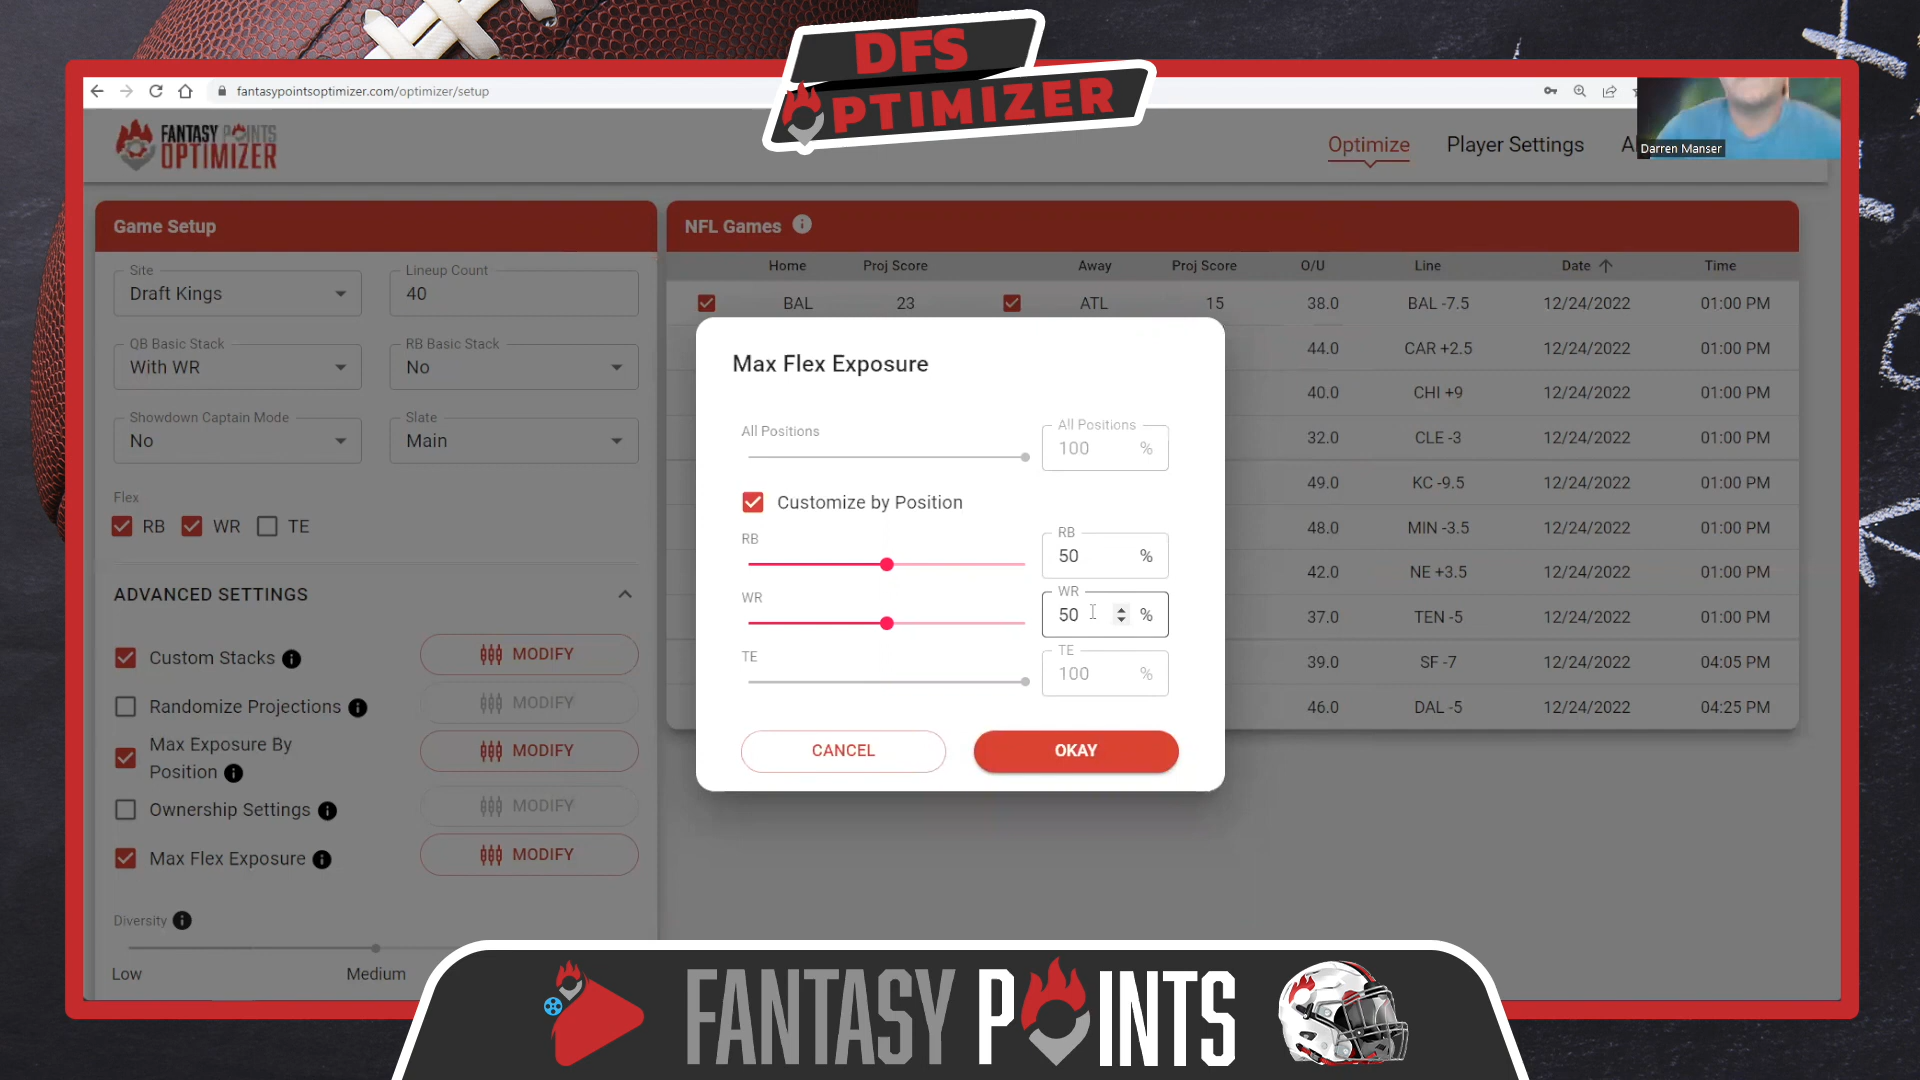 DFS
OPTIMIZER
fantasypointsoptimizer.com/optimizer/setup
FANTASY POINTS
OPTIMIZER
Optimize
Player Settings
Darren Manser
Game Setup
Site
Draft Kings
Lineup Count
40
QB Basic Stack
With WR
RB Basic Stack
No
Showdown Captain Mode
No
Slate
Main
Flex
RB
WR
TE
ADVANCED SETTINGS
Custom Stacks
MODIFY
Randomize Projections
MODIFY
Max Exposure By
Position
MODIFY
Ownership Settings
MODIFY
Max Flex Exposure
MODIFY
Diversity
Low
Medium
NFL Games
Home Proj Score Away Proj Score O/U Line Date Time
BAL 23 ATL 15 38.0 BAL -7.5 12/24/2022 01:00 PM
44.0 CAR +2.5 12/24/2022 01:00 PM
40.0 CHI +9 12/24/2022 01:00 PM
32.0 CLE -3 12/24/2022 01:00 PM
49.0 KC -9.5 12/24/2022 01:00 PM
48.0 MIN -3.5 12/24/2022 01:00 PM
42.0 NE +3.5 12/24/2022 01:00 PM
37.0 TEN -5 12/24/2022 01:00 PM
39.0 SF -7 12/24/2022 04:05 PM
46.0 DAL -5 12/24/2022 04:25 PM
Max Flex Exposure
All Positions
All Positions
100 %
Customize by Position
RB
RB
50 %
WR
WR
50 %
TE
TE
100 %
CANCEL
OKAY
FANTASY POINTS